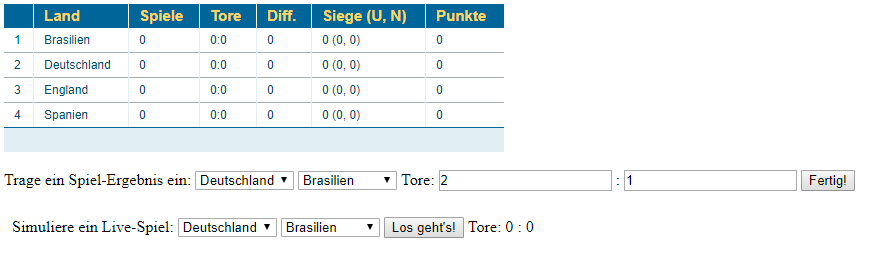 Land Spiele Tore Diff. Siege (U, N) Punkte
1 Brasilien 0 0:0 0 0 (0, 0) 0
2 Deutschland 0 0:0 0 0 (0, 0) 0
3 England 0 0:0 0 0 (0, 0) 0
4 Spanien 0 0:0 0 0 (0, 0) 0
Trage ein Spiel-Ergebnis ein: Deutschland Brasilien Tore: 2 : 1 Fertig!
Simuliere ein Live-Spiel: Deutschland Brasilien Los geht's! Tore: 0 : 0